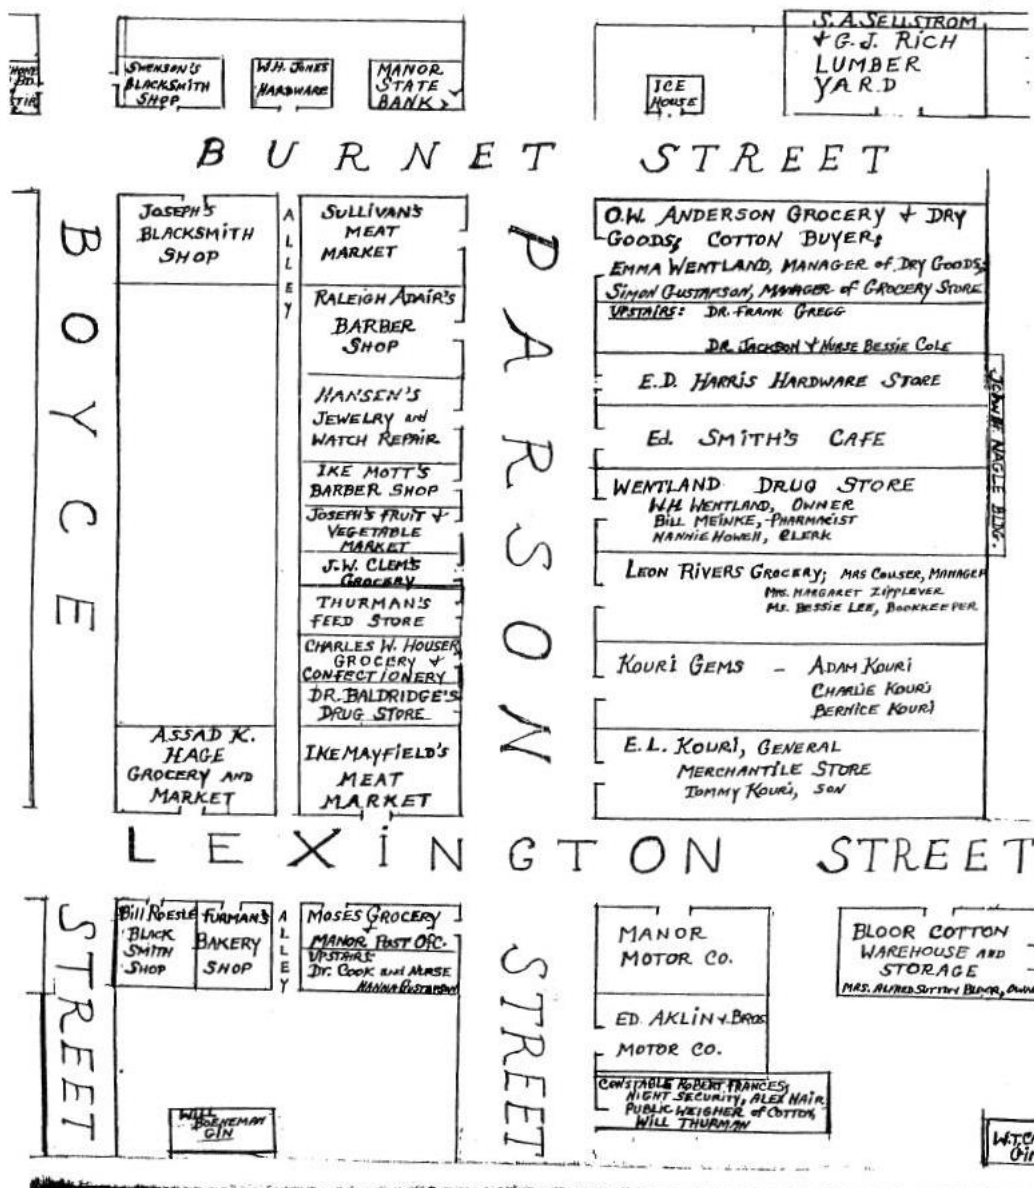 SWENSON'S
BLACKSMITH
SHOP
W.H. JONES
HARDWARE
MANOR
STATE
BANK
ICE
HOUSE
S.A. SELLSTROM
+ G. J. RICH
LUMBER
YARD
BURNET STREET
BOYCE
STREET
JOSEPH'S
BLACKSMITH
SHOP
ASSAD K.
HAGE
GROCERY AND
MARKET
ALLEY
SULLIVAN'S
MEAT
MARKET
RALEIGH ADAIR'S
BARBER
SHOP
HANSEN'S
JEWELRY and
WATCH REPAIR
IKE MOTT'S
BARBER SHOP
JOSEPH'S FRUIT +
VEGETABLE
MARKET
J.W. CLEM'S
GROCERY
THURMAN'S
FEED STORE
CHARLES W. HOUSER
GROCERY +
CONFECTIONERY
DR. BALDRIDGE'S
DRUG STORE
IKE MAYFIELD'S
MEAT
MARKET
PARSON
STREET
O.W. ANDERSON GROCERY + DRY
GOODS; COTTON BUYER;
EMMA WENTLAND, MANAGER of DRY GOODS;
SIMON GUSTAFSON, MANAGER of GROCERY STORE
UPSTAIRS: DR. FRANK GREGG
DR. JACKSON + NURSE BESSIE COLE
E.D. HARRIS HARDWARE STORE
Ed. SMITH'S CAFE
WENTLAND DRUG STORE
W.H. WENTLAND, OWNER
BILL MEINKE, PHARMACIST
NANNIE HOWELL, CLERK
LEON RIVERS GROCERY; MRS COUSER, MANAGER
MRS. MARGARET ZIPPLEVER
MS. BESSIE LEE, BOOKKEEPER
KOURI GEMS - ADAM KOURI
CHARLIE KOURI
BERNICE KOURI
E.L. KOURI, GENERAL
MERCHANTILE STORE
TOMMY KOURI, SON
NAGLE BLDG.
LEXINGTON STREET
Bill ROESLE
BLACK
SMITH
SHOP
FURMAN'S
BAKERY
SHOP
ALLEY
MOSES GROCERY
+
MANOR POST OFC.
UPSTAIRS
Dr. COOK and NURSE
HANNA GUSTAFSON
WILL
BOENEMAN
GIN
MANOR
MOTOR CO.
ED. AKLIN + BROS
MOTOR CO.
CONSTABLE ROBERT FRANCES;
NIGHT SECURITY, ALEX HAIR
PUBLIC WEIGHER of COTTON,
WILL THURMAN
BLOOR COTTON
WAREHOUSE AND
STORAGE
MRS. ALFRED SUTTON BLOOR,
W.T.
Gin